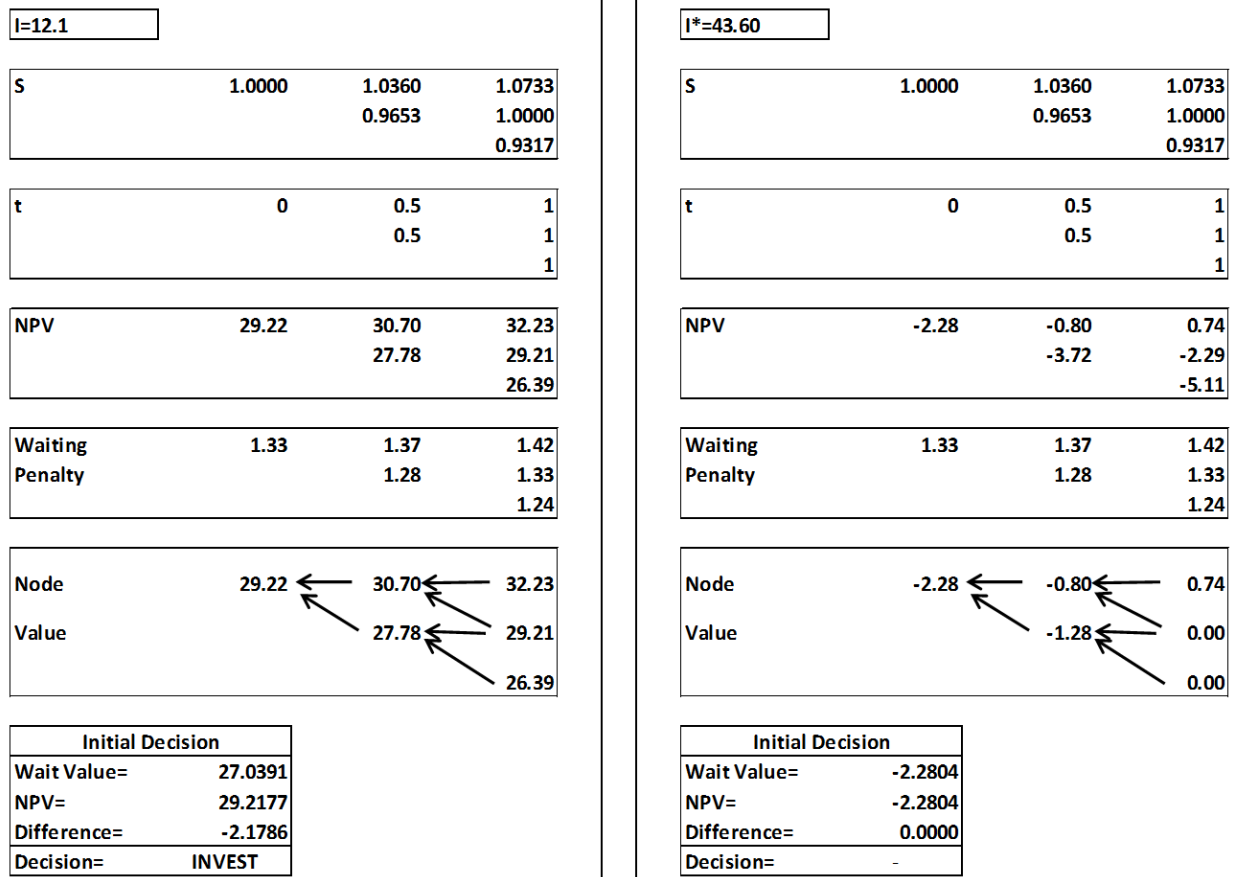 I=12.1
S 1.0000 1.0360 1.0733
0.9653 1.0000
0.9317
t 0 0.5 1
0.5 1
1
NPV 29.22 30.70 32.23
27.78 29.21
26.39
Waiting 1.33 1.37 1.42
Penalty 1.28 1.33
1.24
Node 29.22 30.70 32.23
Value 27.78 29.21
26.39
Initial Decision
Wait Value= 27.0391
NPV= 29.2177
Difference= -2.1786
Decision= INVEST
I*=43.60
S 1.0000 1.0360 1.0733
0.9653 1.0000
0.9317
t 0 0.5 1
0.5 1
1
NPV -2.28 -0.80 0.74
-3.72 -2.29
-5.11
Waiting 1.33 1.37 1.42
Penalty 1.28 1.33
1.24
Node -2.28 -0.80 0.74
Value -1.28 0.00
0.00
Initial Decision
Wait Value= -2.2804
NPV= -2.2804
Difference= 0.0000
Decision= -